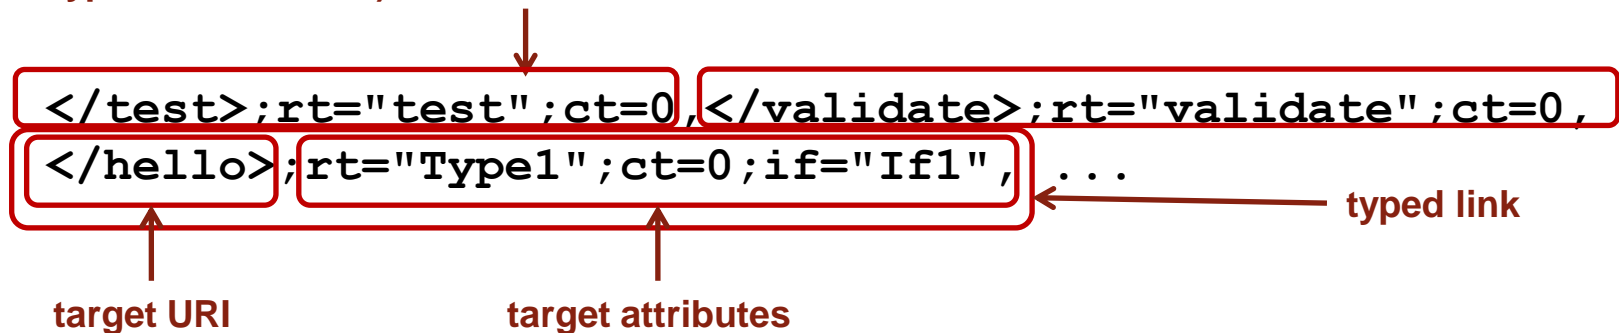 </test>;rt="test";ct=0,</validate>;rt="validate";ct=0,
</hello>;rt="Type1";ct=0;if="If1", ...
typed link
target URI
target attributes